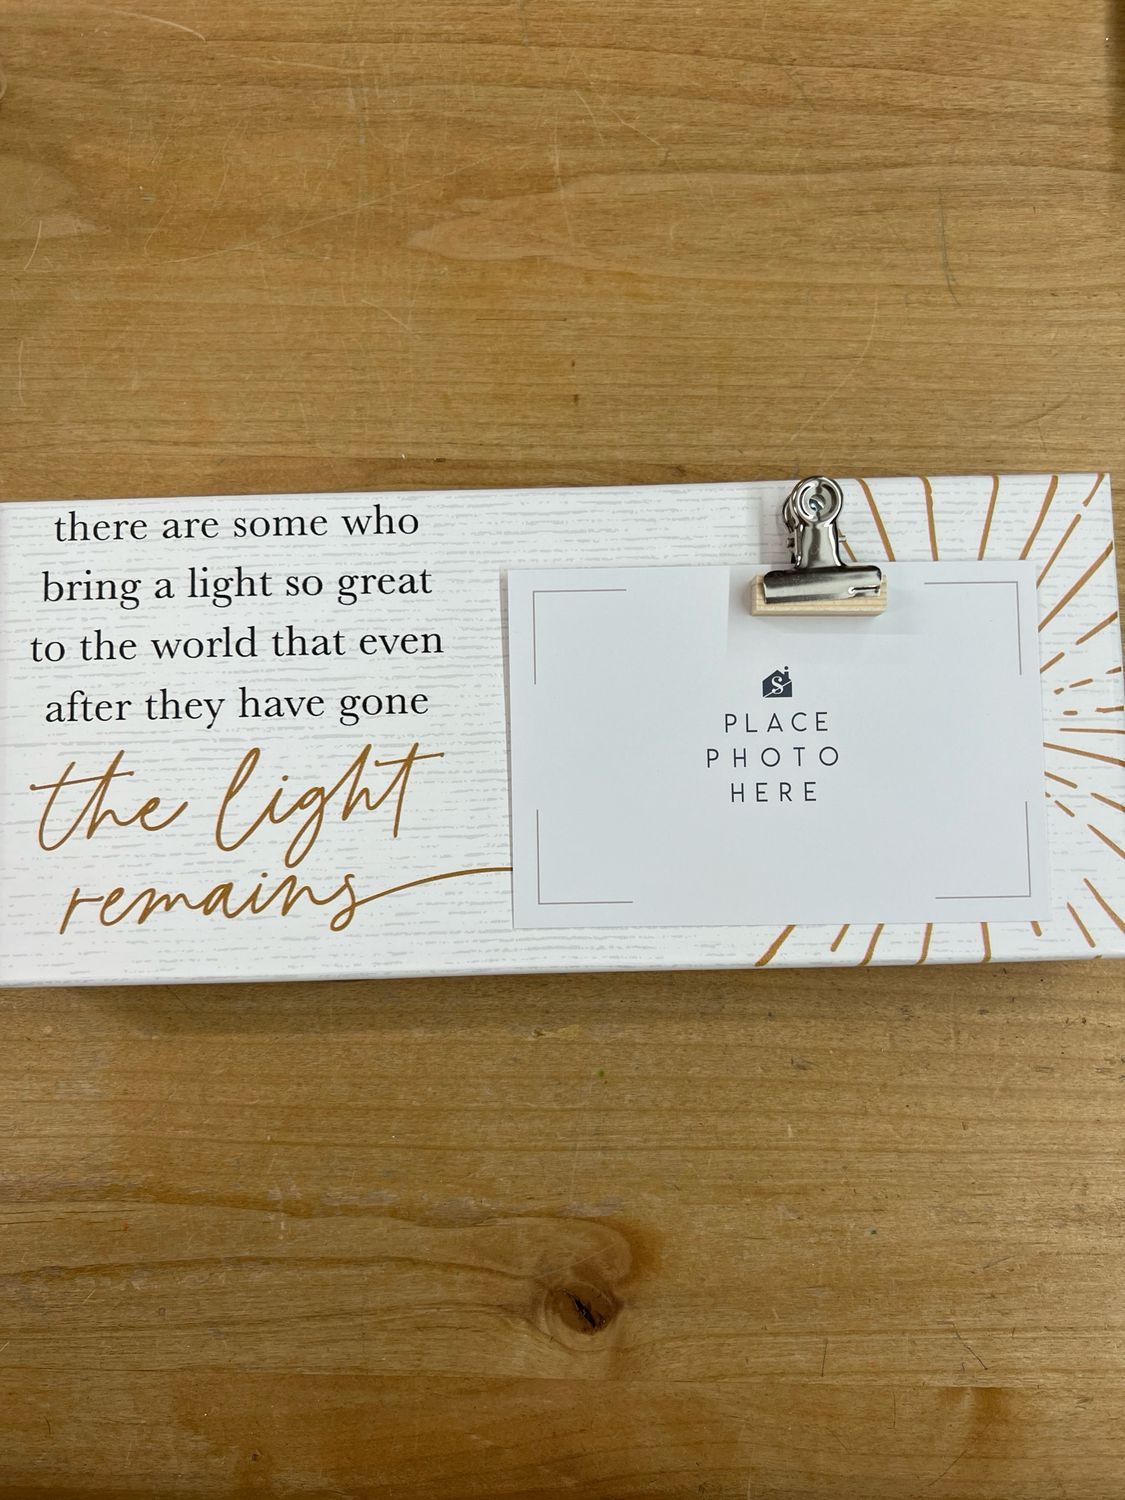 there are some who
bring a light so great
to the world that even
after they have gone
the light
remains
S
PLACE
PHOTO
HERE